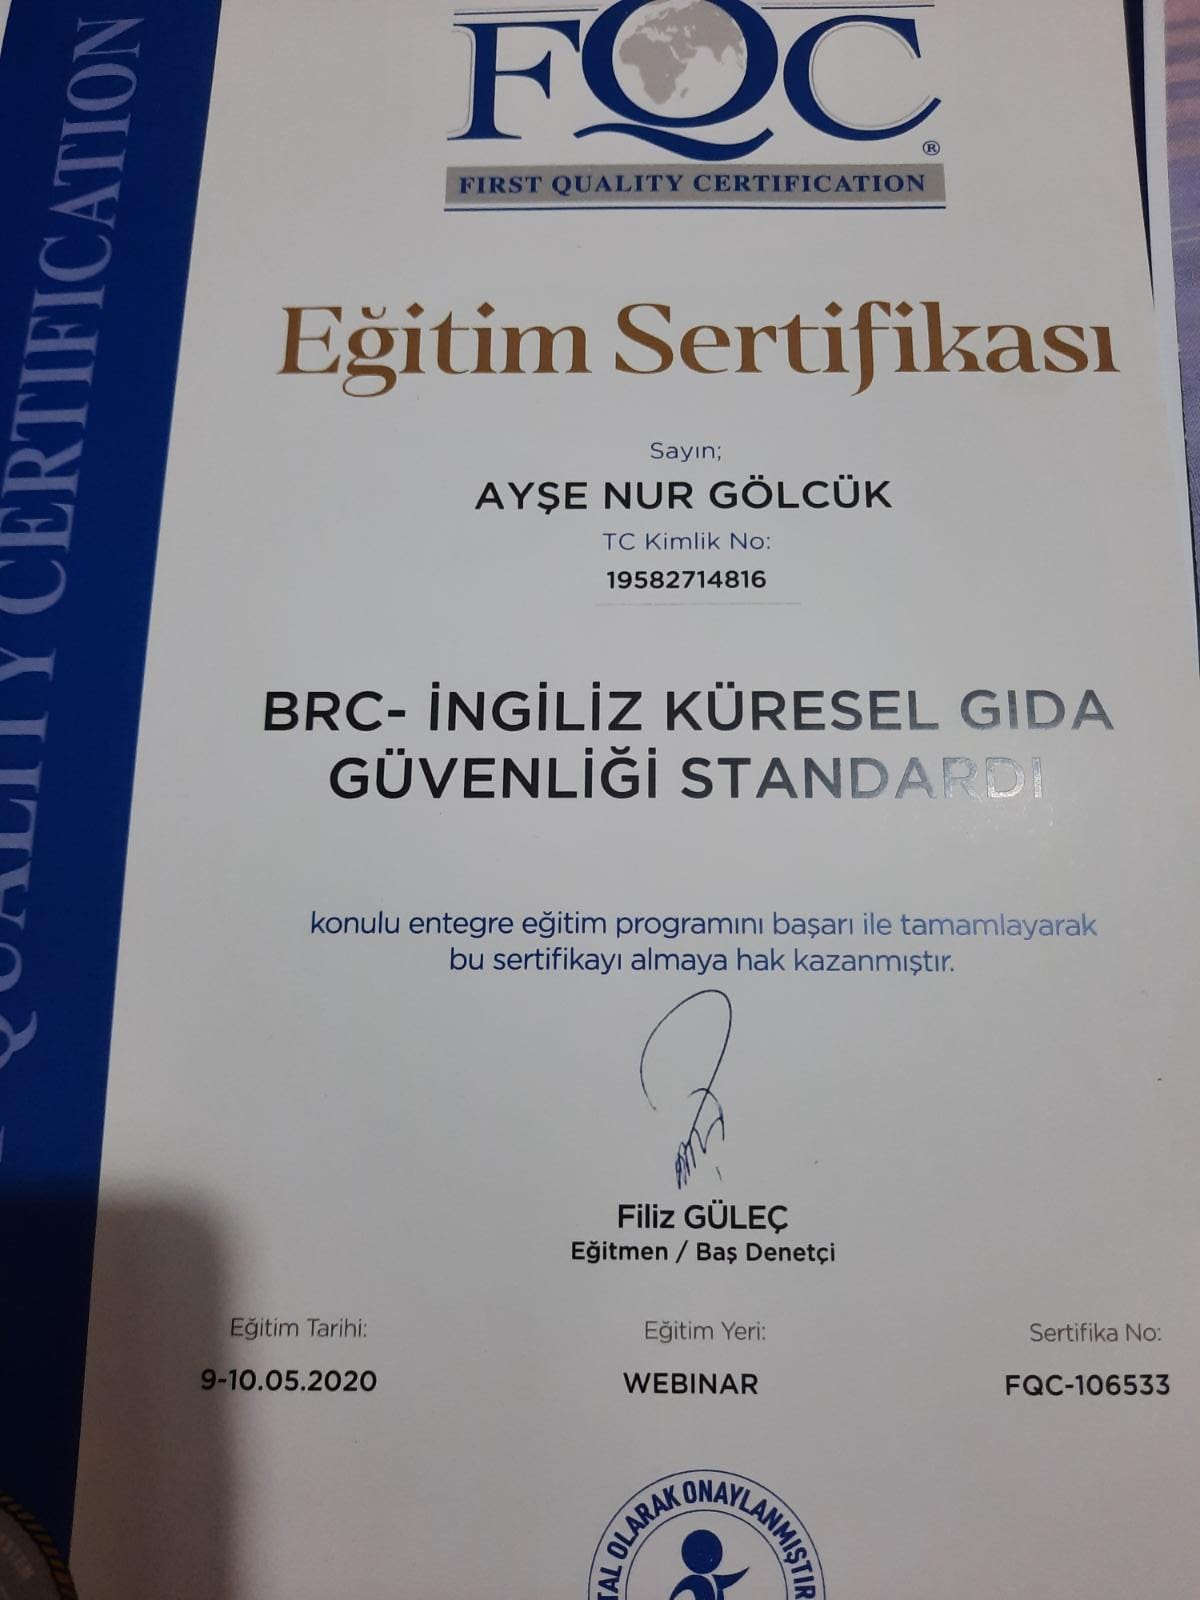 FQC
®
FIRST QUALITY CERTIFICATION
QUALITY CERTIFICATION
Eğitim Sertifikası
Sayın;
AYŞE NUR GÖLCÜK
TC Kimlik No:
19582714816
BRC- İNGİLİZ KÜRESEL GIDA
GÜVENLİĞİ STANDARDI
konulu entegre eğitim programını başarı ile tamamlayarak
bu sertifikayı almaya hak kazanmıştır.
Filiz GÜLEÇ
Eğitmen / Baş Denetçi
Eğitim Tarihi:
Eğitim Yeri:
Sertifika No:
9-10.05.2020
WEBINAR
FQC-106533
OLARAK ONAYLANMIŞTIR